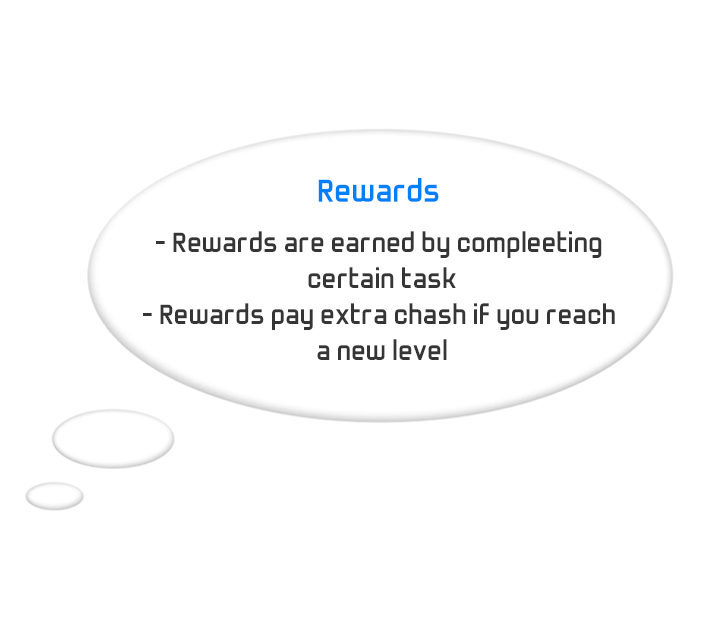 Rewards
- Rewards are earned by compleeting
certain task
- Rewards pay extra chash if you reach
a new level